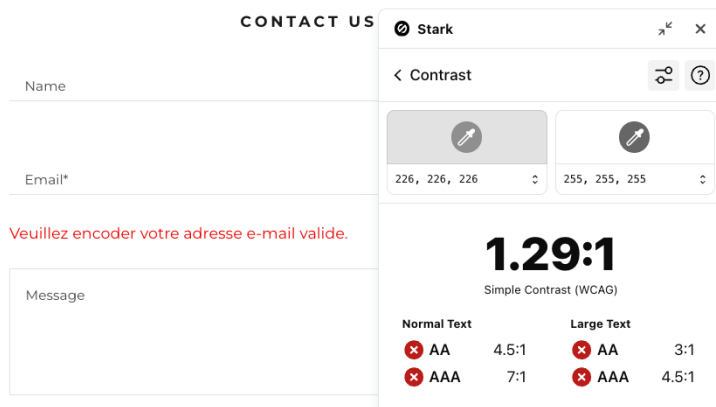 CONTACT US
Name
Email*
Veuillez encoder votre adresse e-mail valide.
Message
Stark
Contrast
226, 226, 226
255, 255, 255
1.29:1
Simple Contrast (WCAG)
Normal Text
AA 4.5:1
AAA 7:1
Large Text
AA 3:1
AAA 4.5:1